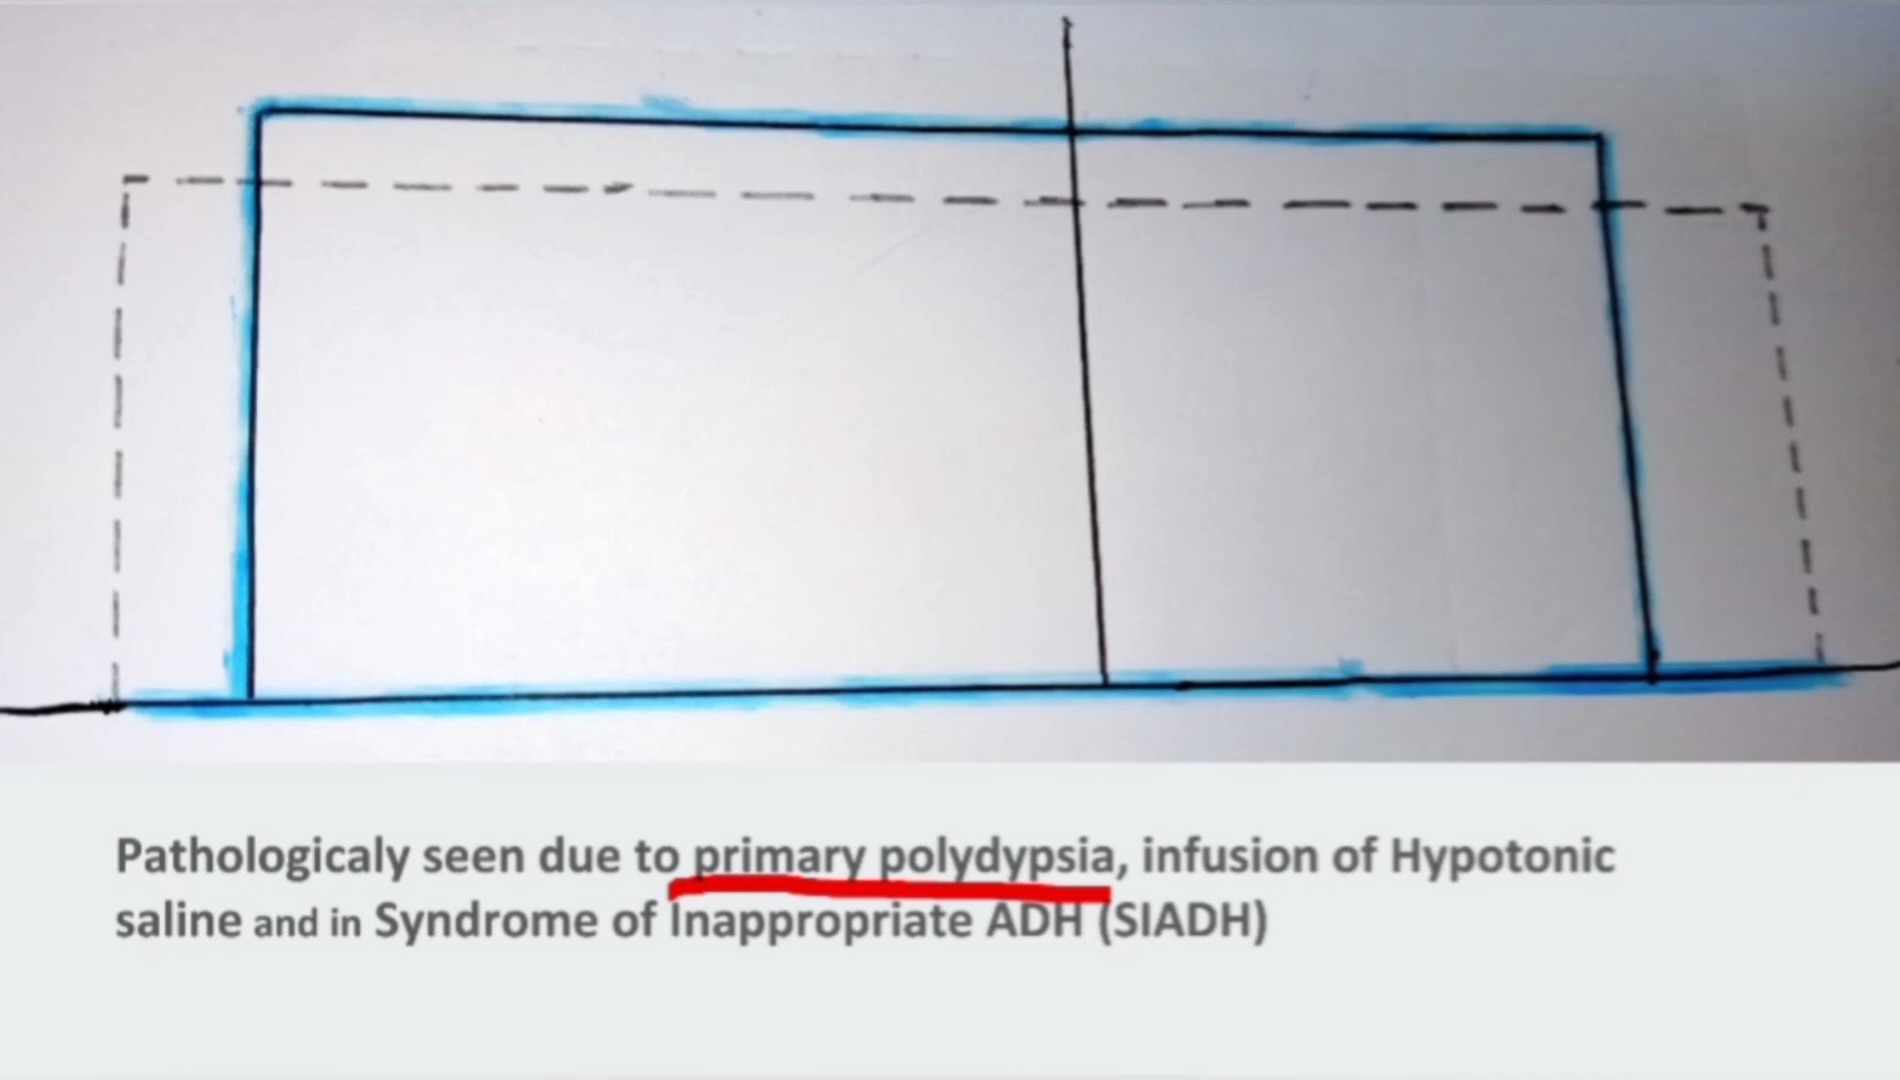 Pathologicaly seen due to primary polydypsia, infusion of Hypotonic
saline and in Syndrome of Inappropriate ADH (SIADH)